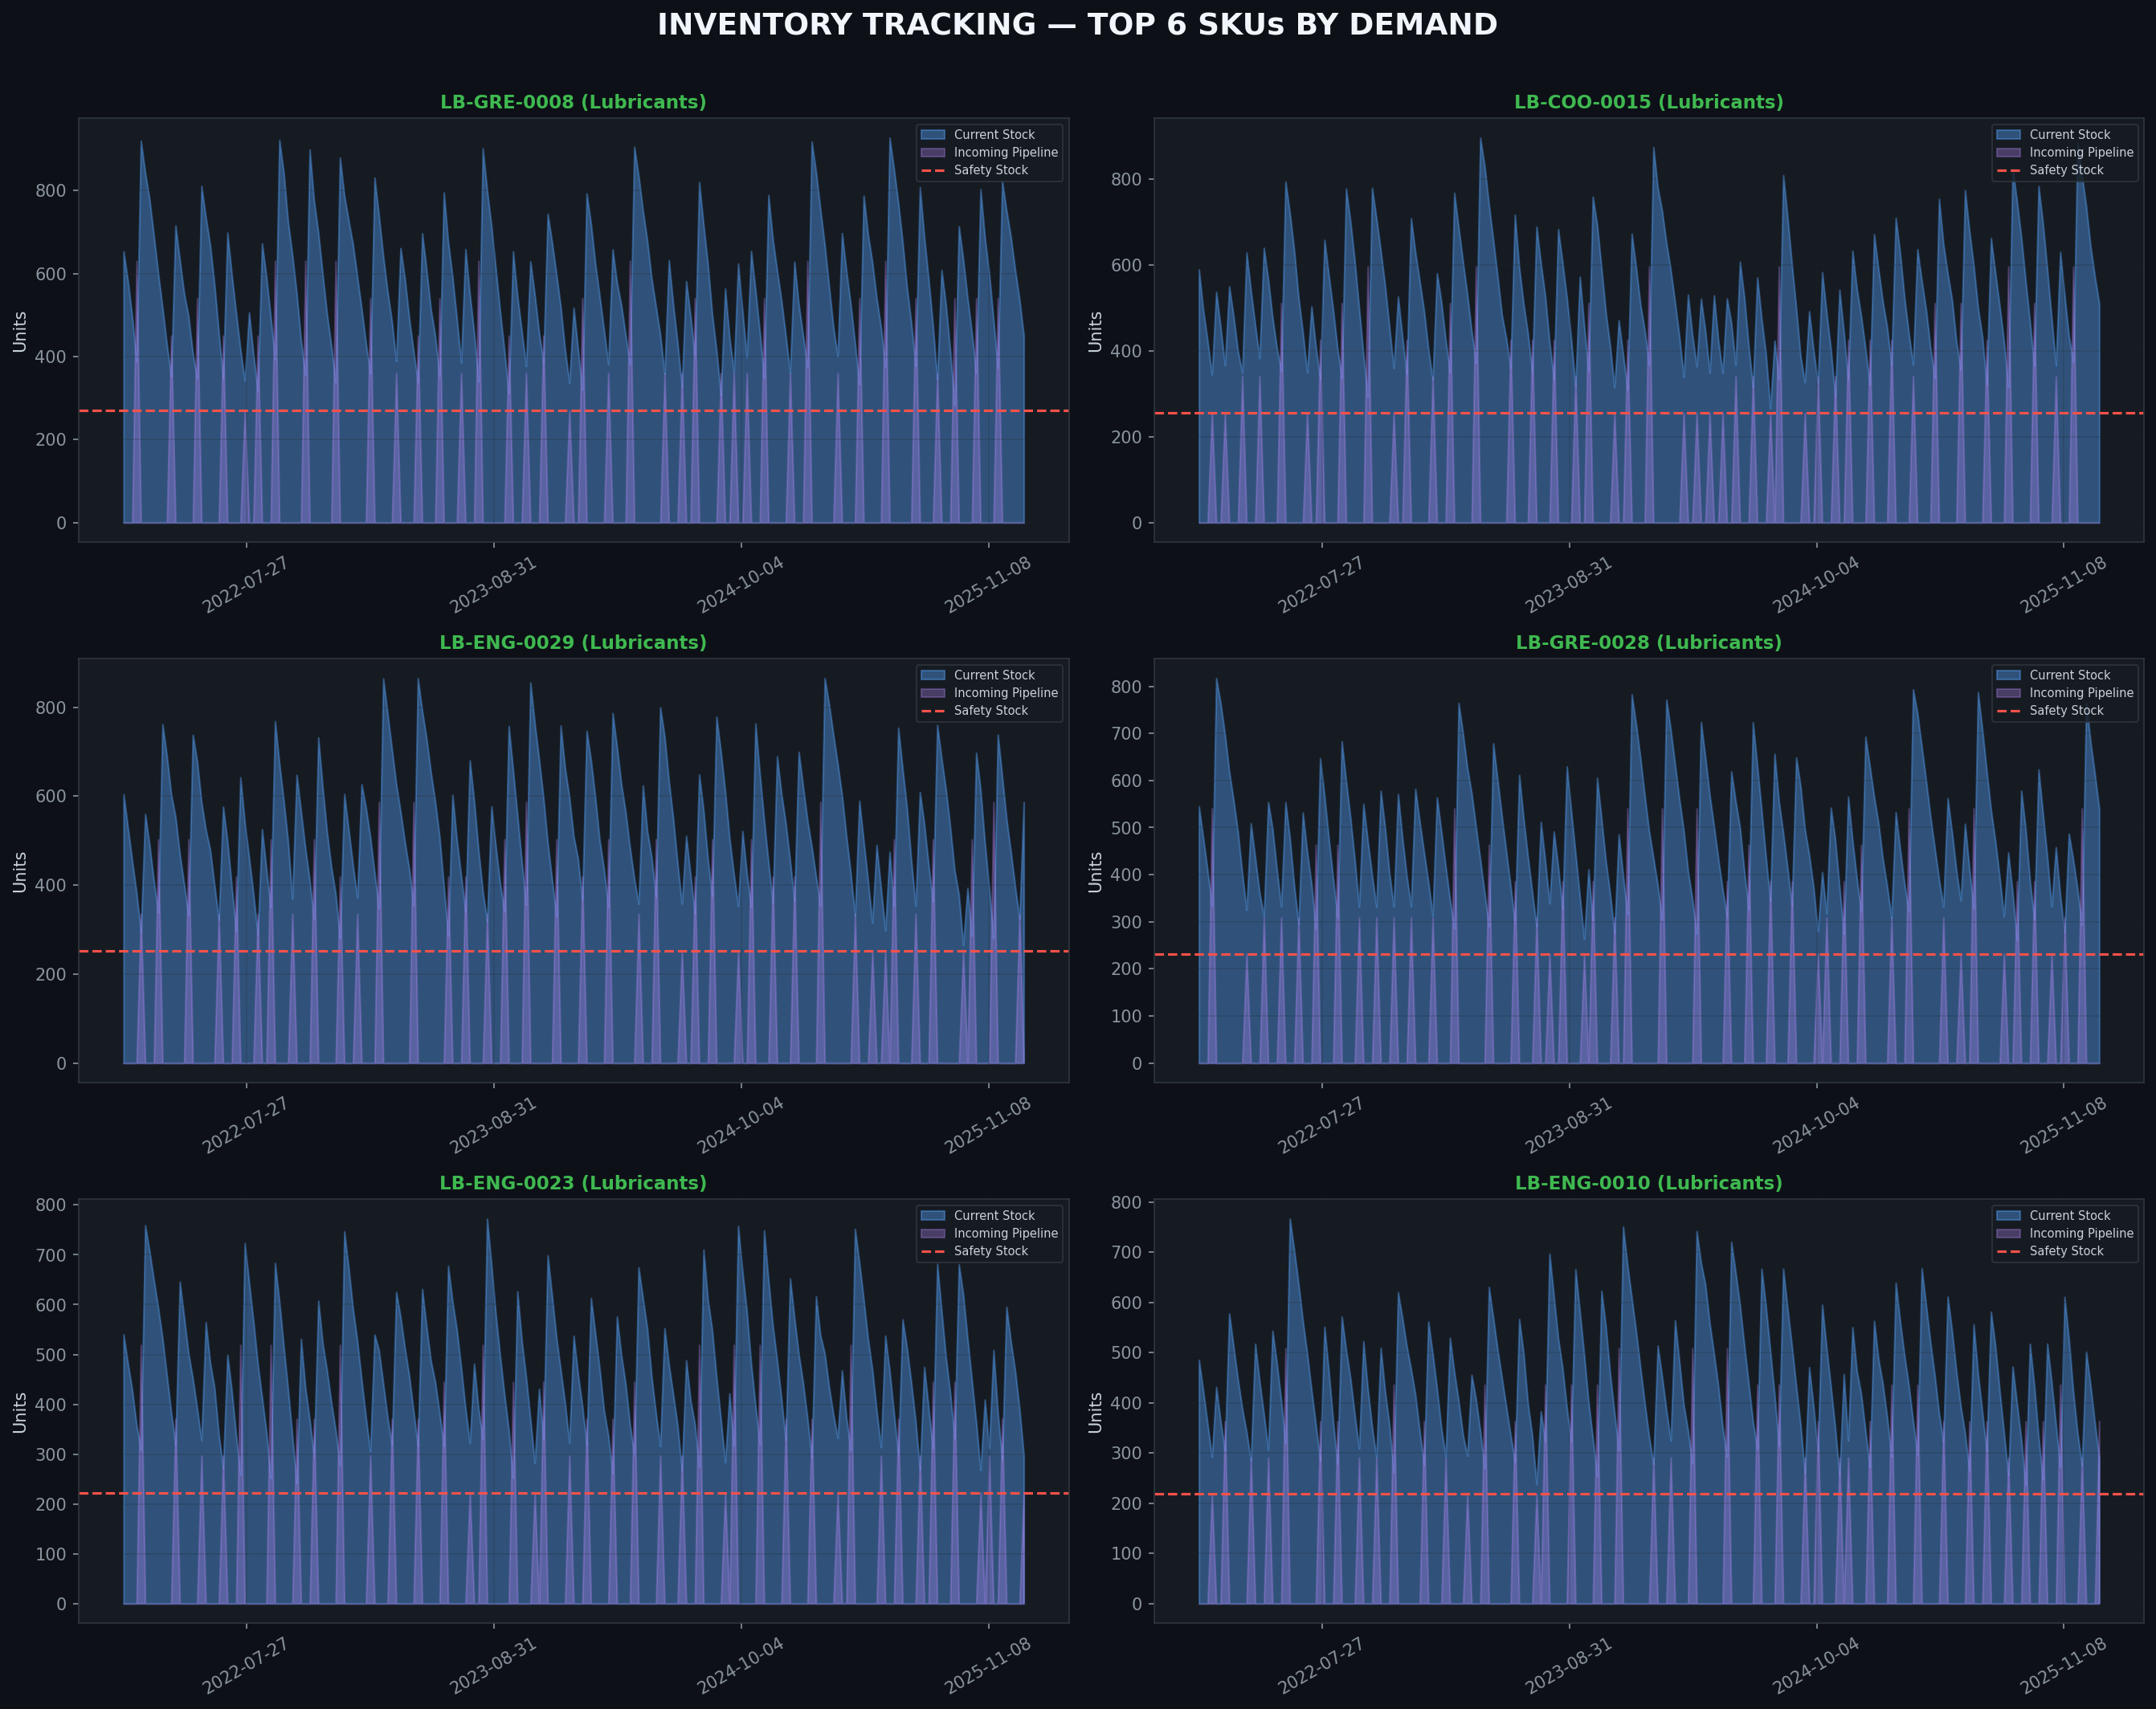 INVENTORY TRACKING — TOP 6 SKUs BY DEMAND
LB-GRE-0008 (Lubricants)
Current Stock
Incoming Pipeline
Safety Stock
Units
800
600
400
200
0
2022-07-27
2023-08-31
2024-10-04
2025-11-08
LB-COO-0015 (Lubricants)
Current Stock
Incoming Pipeline
Safety Stock
Units
800
600
400
200
0
2022-07-27
2023-08-31
2024-10-04
2025-11-08
LB-ENG-0029 (Lubricants)
Current Stock
Incoming Pipeline
Safety Stock
Units
800
600
400
200
0
2022-07-27
2023-08-31
2024-10-04
2025-11-08
LB-GRE-0028 (Lubricants)
Current Stock
Incoming Pipeline
Safety Stock
Units
800
700
600
500
400
300
200
100
0
2022-07-27
2023-08-31
2024-10-04
2025-11-08
LB-ENG-0023 (Lubricants)
Current Stock
Incoming Pipeline
Safety Stock
Units
800
700
600
500
400
300
200
100
0
2022-07-27
2023-08-31
2024-10-04
2025-11-08
LB-ENG-0010 (Lubricants)
Current Stock
Incoming Pipeline
Safety Stock
Units
800
700
600
500
400
300
200
100
0
2022-07-27
2023-08-31
2024-10-04
2025-11-08